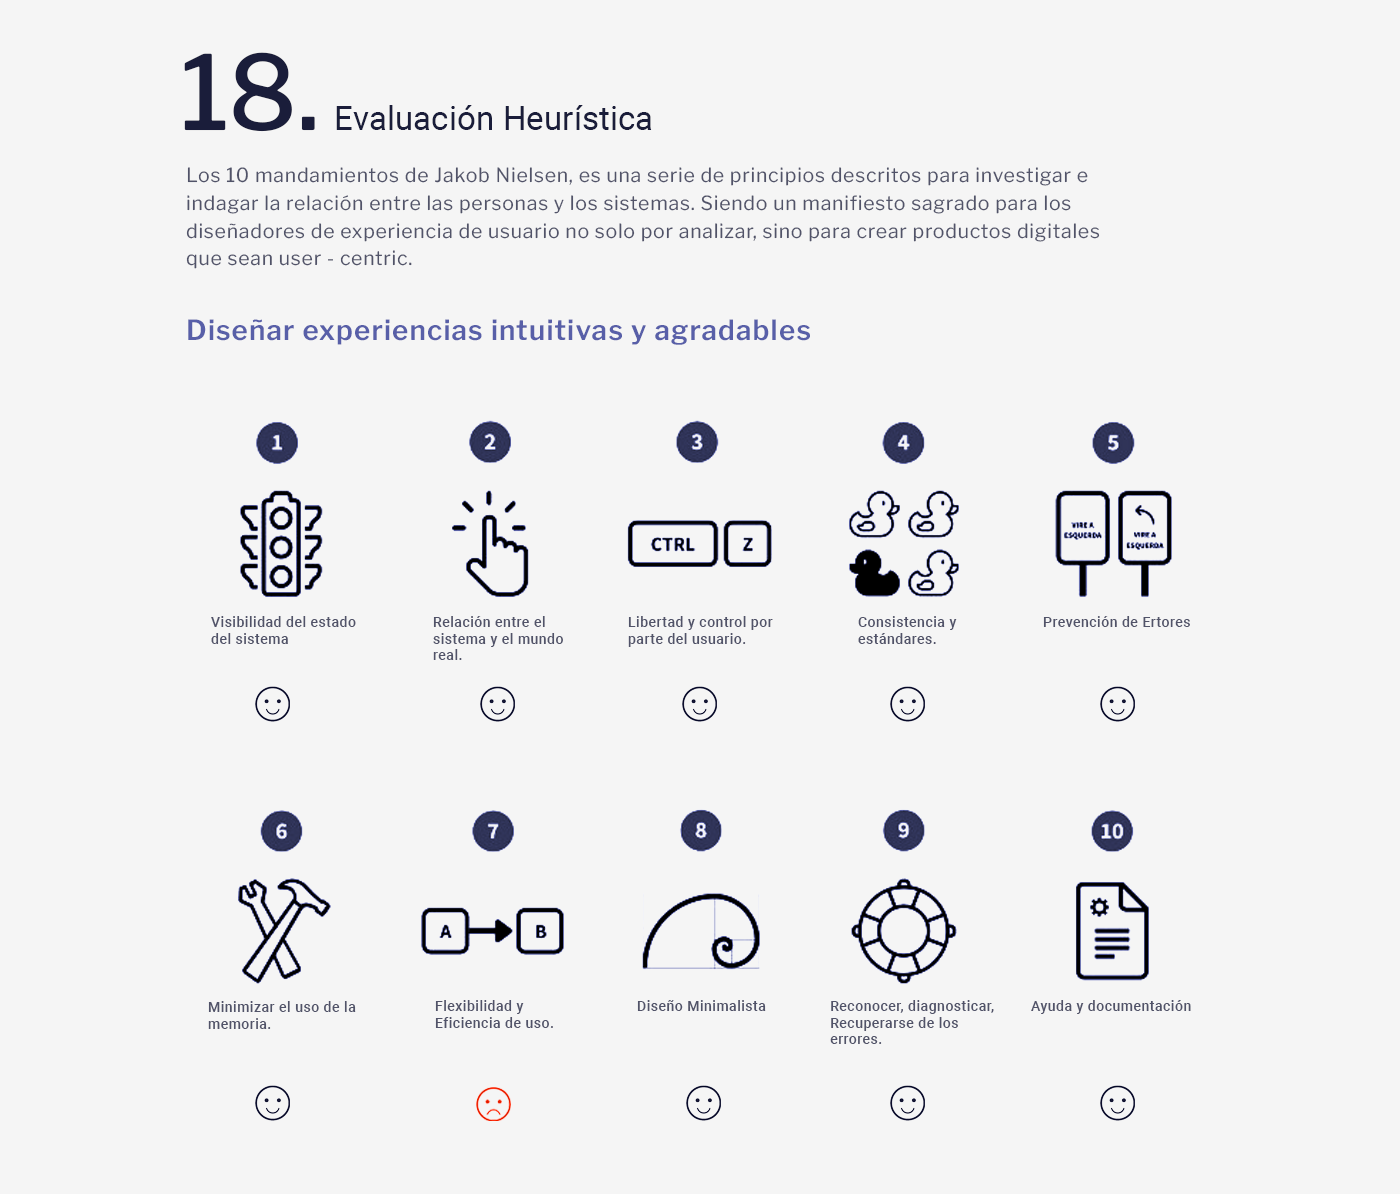 18. Evaluación Heurística
Los 10 mandamientos de Jakob Nielsen, es una serie de principios descritos para investigar e
indagar la relación entre las personas y los sistemas. Siendo un manifiesto sagrado para los
diseñadores de experiencia de usuario no solo por analizar, sino para crear productos digitales
que sean user - centric.
Diseñar experiencias intuitivas y agradables
1
2
3
4
5
CTRL
Z
VIRE A
ESQUERDA
VIRE A
ESQUERDA
Visibilidad del estado
del sistema
Relación entre el
sistema y el mundo
real.
Libertad y control por
parte del usuario.
Consistencia y
estándares.
Prevención de Ertores
6
7
8
9
10
A
B
Minimizar el uso de la
memoria.
Flexibilidad y
Eficiencia de uso.
Diseño Minimalista
Reconocer, diagnosticar,
Recuperarse de los
errores.
Ayuda y documentación